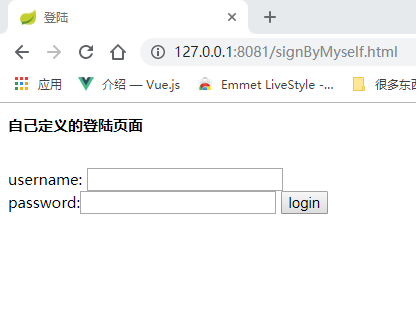 登陆
127.0.0.1:8081/signByMyself.html
应用 介绍 — Vue.js Emmet LiveStyle -... 很多东西
自己定义的登陆页面
username:
password: login